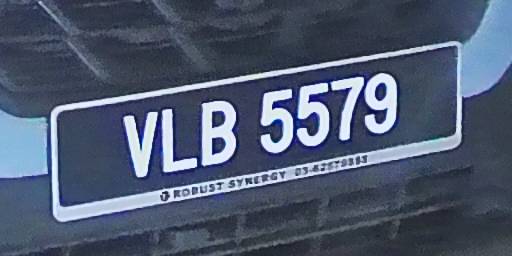 VLB 5579
ROBUST SYNERGY